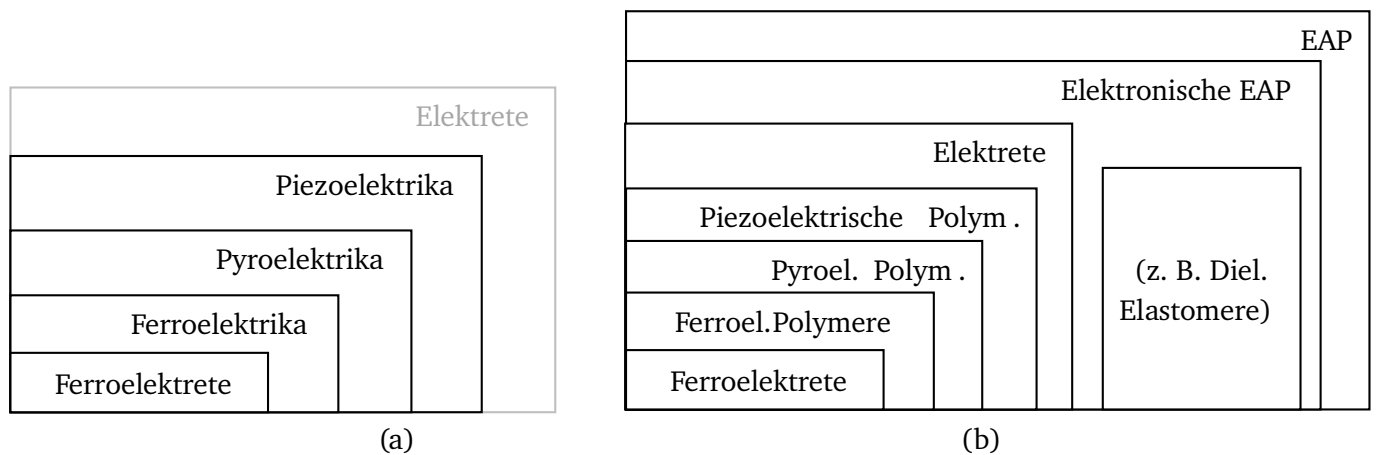 Elektrete
Piezoelektrika
Pyroelektrika
Ferroelektrika
Ferroelektrete
(a)
EAP
Elektronische EAP
Elektrete
Piezoelektrische Polym .
Pyroel. Polym .
Ferroel.Polymere
Ferroelektrete
(z. B. Diel.
Elastomere)
(b)